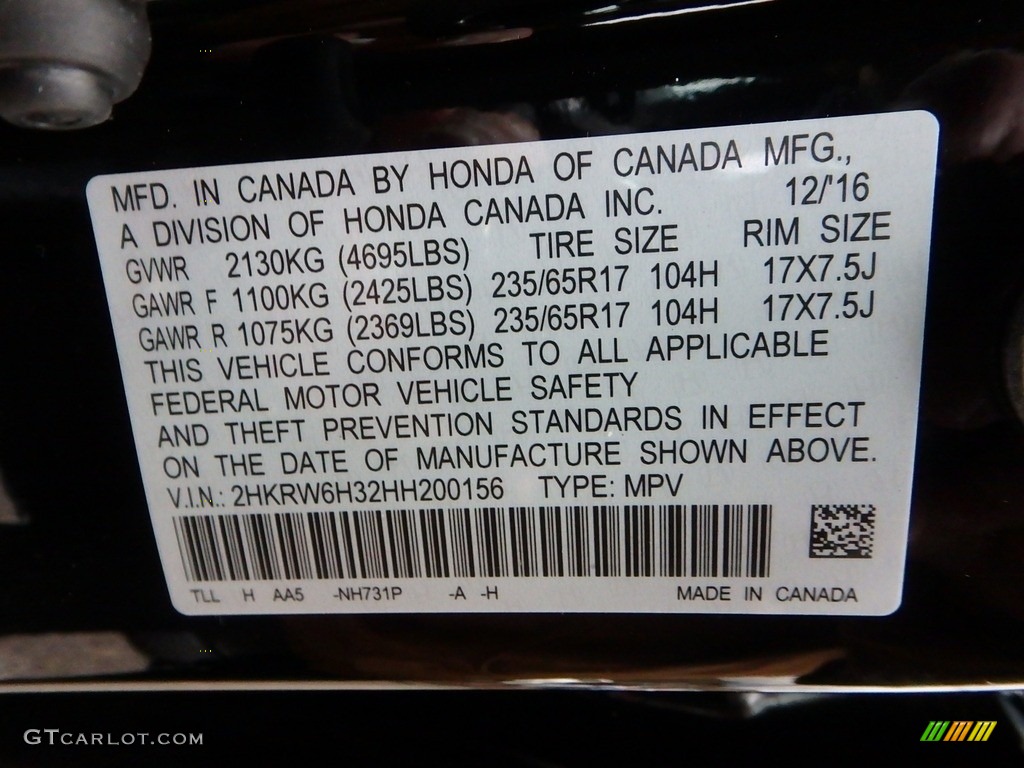 MFD. IN CANADA BY HONDA OF CANADA MFG.,
A DIVISION OF HONDA CANADA INC. 12/'16
GVWR 2130KG (4695LBS) TIRE SIZE RIM SIZE
GAWR F 1100KG (2425LBS) 235/65R17 104H 17X7.5J
GAWR R 1075KG (2369LBS) 235/65R17 104H 17X7.5J
THIS VEHICLE CONFORMS TO ALL APPLICABLE
FEDERAL MOTOR VEHICLE SAFETY
AND THEFT PREVENTION STANDARDS IN EFFECT
ON THE DATE OF MANUFACTURE SHOWN ABOVE.
V.I.N.: 2HKRW6H32HH200156 TYPE: MPV
TLL H AA5 -NH731P -A -H MADE IN CANADA
GTCARLOT.COM